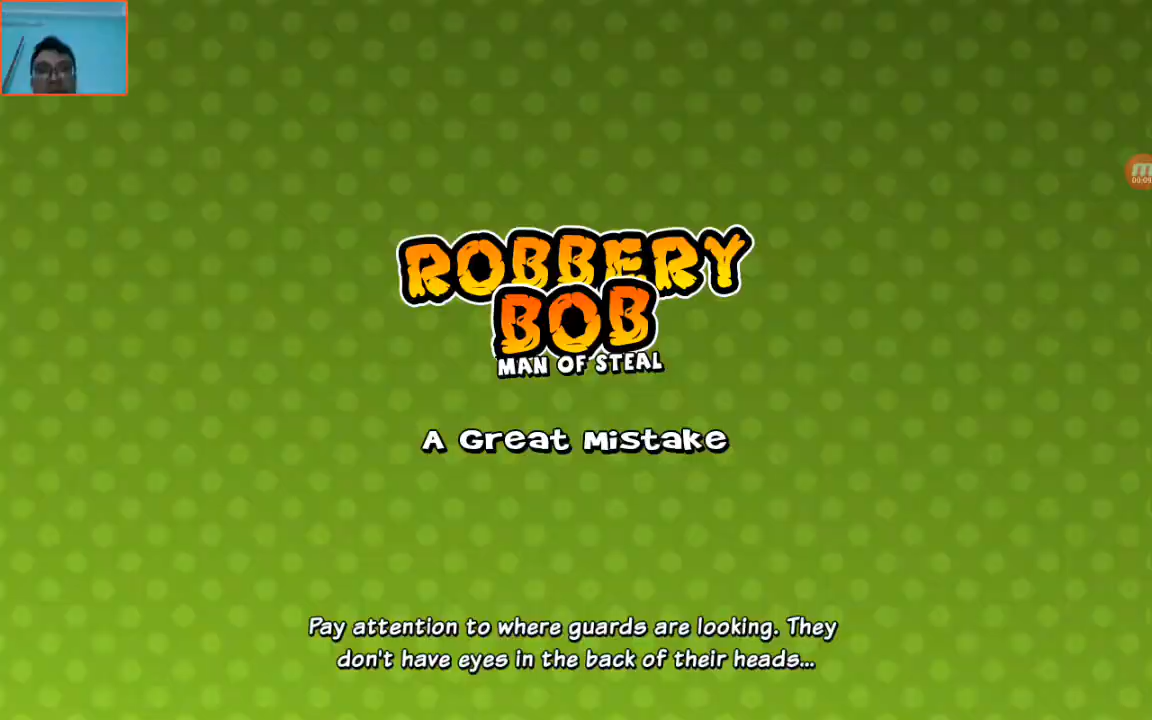 ROBBERY
BOB
MAN OF STEAL
A Great Mistake
Pay attention to where guards are looking. They
don't have eyes in the back of their heads...